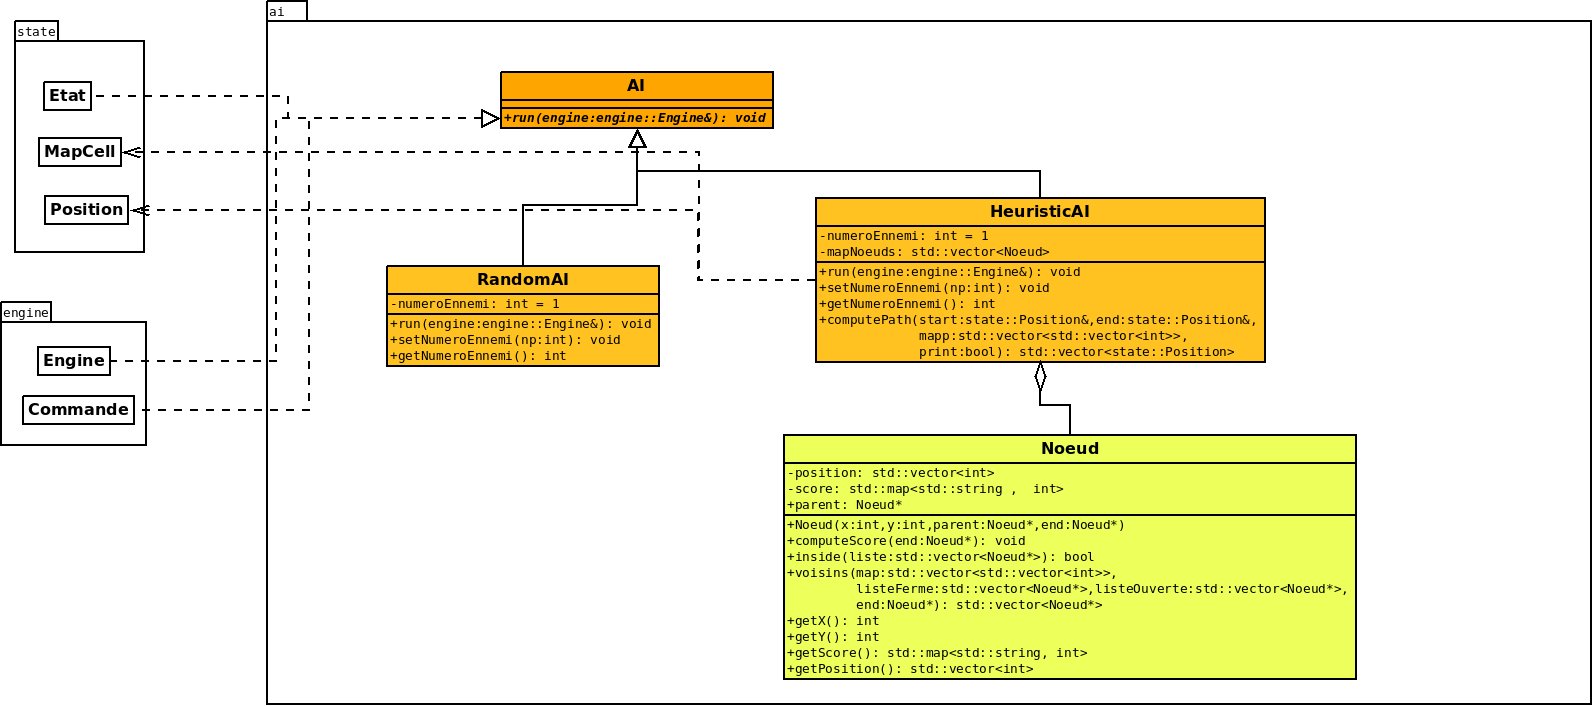 state
Etat
MapCell
Position
engine
Engine
Commande
ai
AI
+run(engine:engine::Engine&): void
RandomAI
-numeroEnnemi: int = 1
+run(engine:engine::Engine&): void
+setNumeroEnnemi(np:int): void
+getNumeroEnnemi(): int
HeuristicAI
-numeroEnnemi: int = 1
-mapNoeuds: std::vector<Noeud>
+run(engine:engine::Engine&): void
+setNumeroEnnemi(np:int): void
+getNumeroEnnemi(): int
+computePath(start:state::Position&,end:state::Position&,
mapp:std::vector<std::vector<int>>,
print:bool): std::vector<state::Position>
Noeud
-position: std::vector<int>
-score: std::map<std::string ,  int>
+parent: Noeud*
+Noeud(x:int,y:int,parent:Noeud*,end:Noeud*)
+computeScore(end:Noeud*): void
+inside(liste:std::vector<Noeud*>): bool
+voisins(map:std::vector<std::vector<int>>,
listeFerme:std::vector<Noeud*>,listeOuverte:std::vector<Noeud*>,
end:Noeud*): std::vector<Noeud*>
+getX(): int
+getY(): int
+getScore(): std::map<std::string, int>
+getPosition(): std::vector<int>